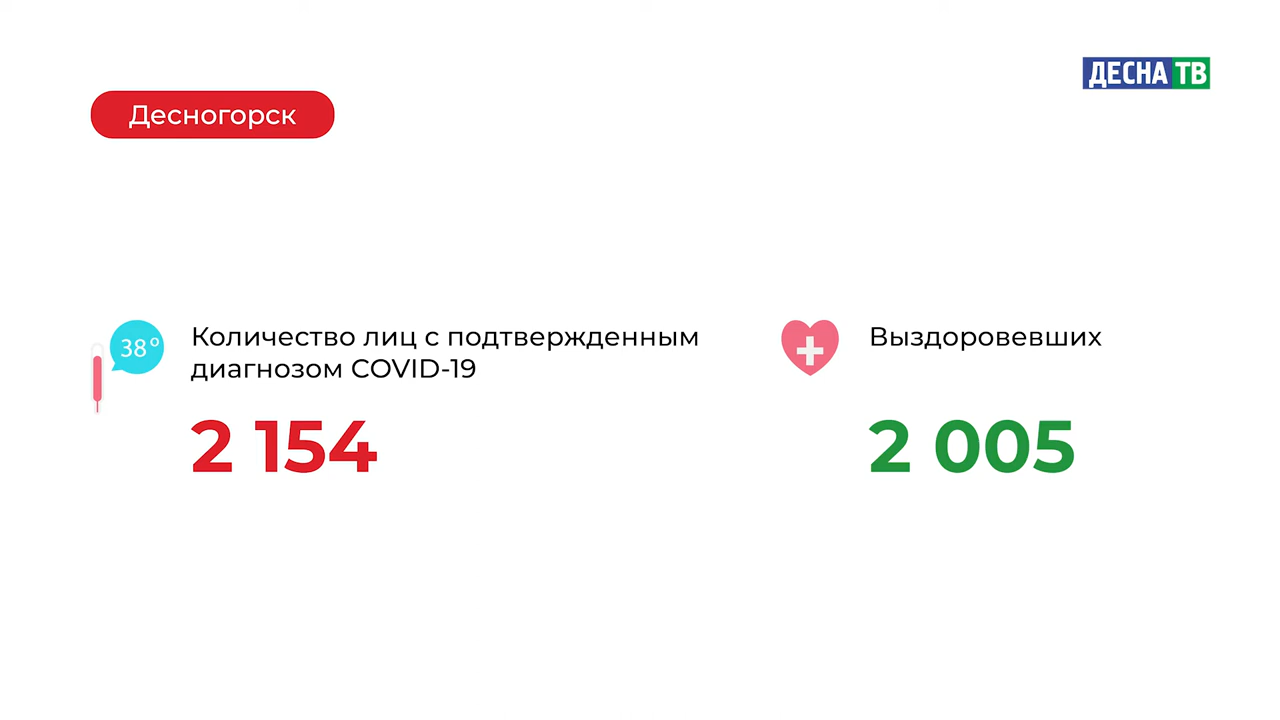 ДЕСНА ТВ
Десногорск
38°
Количество лиц с подтвержденным
диагнозом COVID-19
2 154
Выздоровевших
2 005